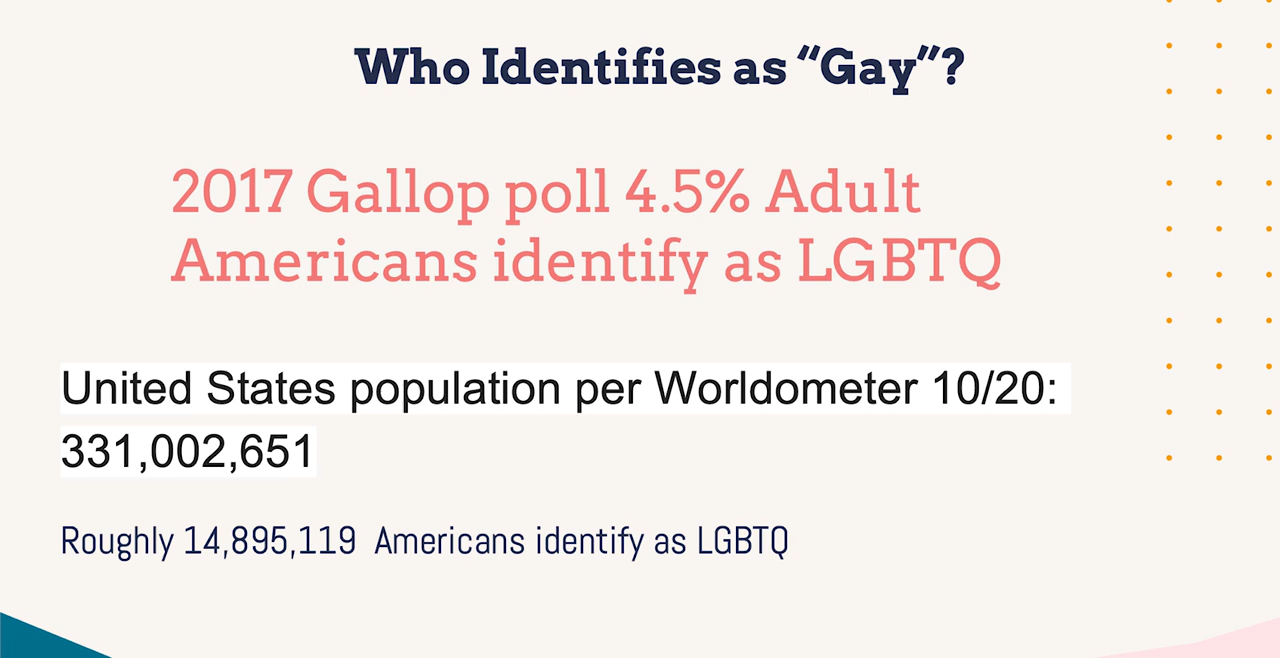 Who Identifies as “Gay”?
2017 Gallop poll 4.5% Adult
Americans identify as LGBTQ
United States population per Worldometer 10/20:
331,002,651
Roughly 14,895,119 Americans identify as LGBTQ